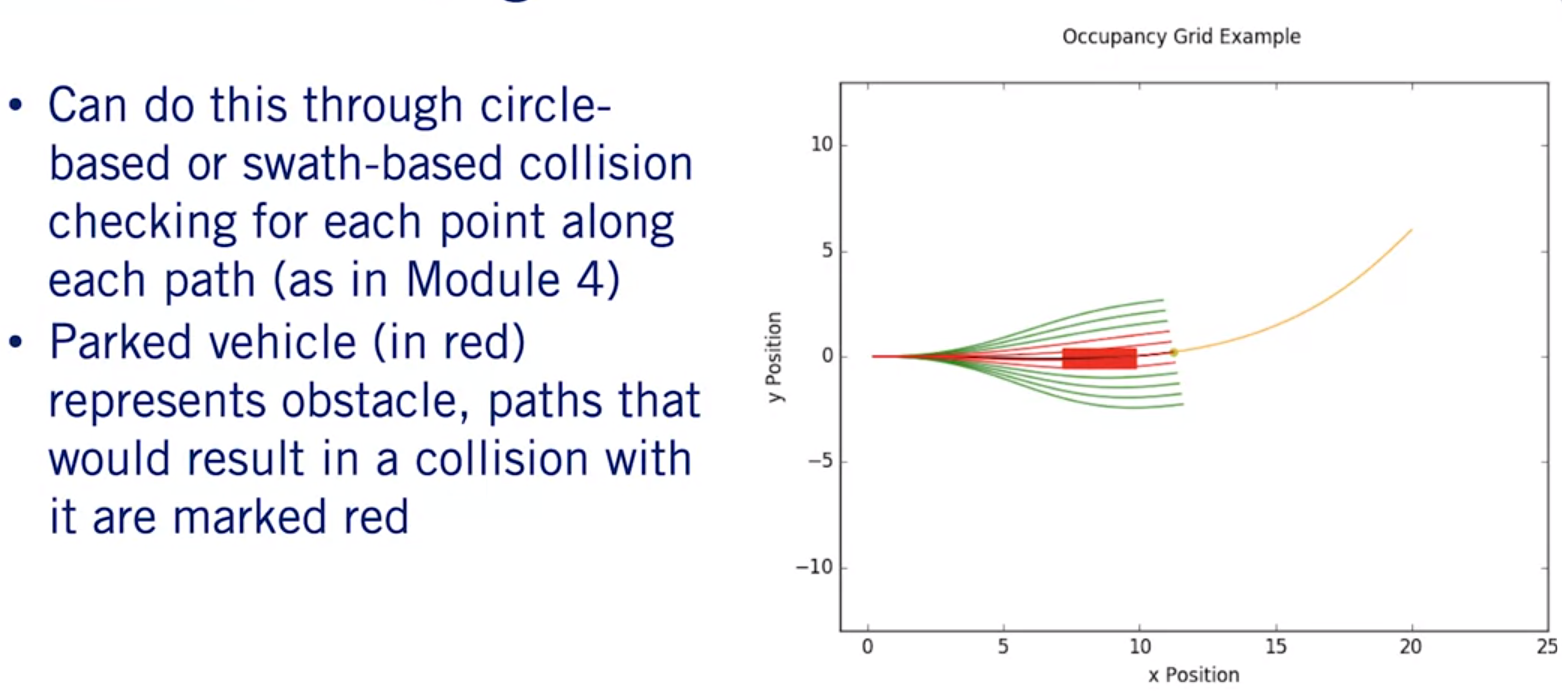 • Can do this through circle-
based or swath-based collision
checking for each point along
each path (as in Module 4)
• Parked vehicle (in red)
represents obstacle, paths that
would result in a collision with
it are marked red
Occupancy Grid Example
y Position
10
5
0
−5
−10
0 5 10 15 20 25
x Position